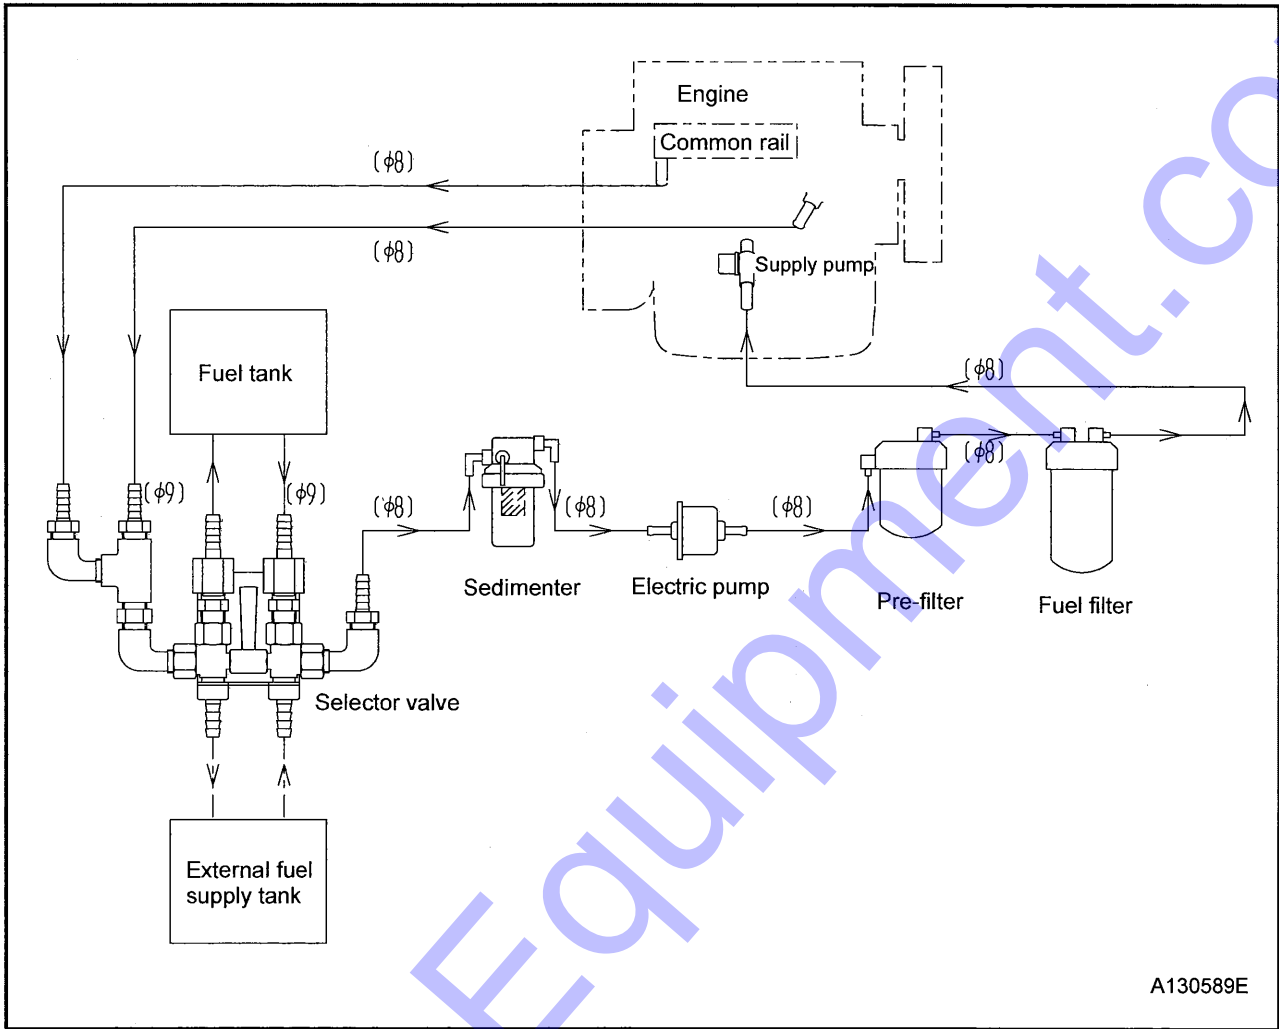 Engine
Common rail
(φ8)
(φ8)
Supply pump
Fuel tank
(φ8)
(φ8)
(φ9)
(φ9)
(φ8)
(φ8)
(φ8)
Sedimenter
Electric pump
Pre-filter
Fuel filter
Selector valve
External fuel
supply tank
A130589E
Equipment.co